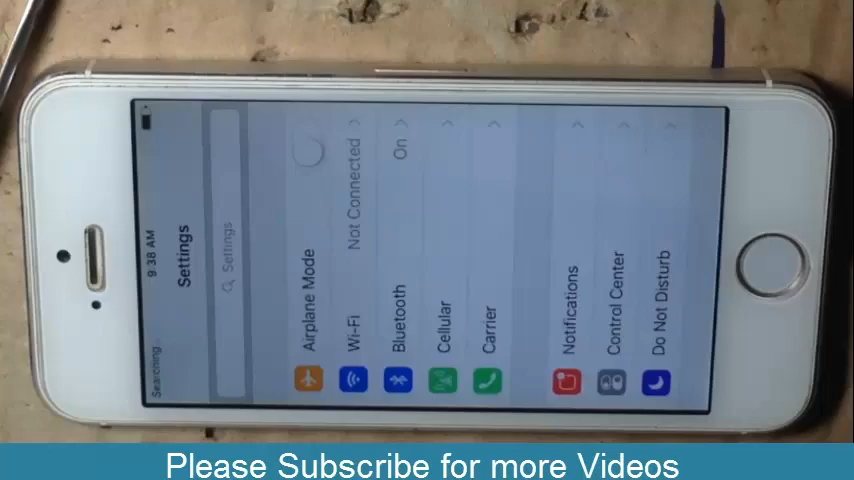 Searching...
9:38 AM
Settings
Settings
Airplane Mode
Wi-Fi Not Connected
Bluetooth On
Cellular
Carrier
Notifications
Control Center
Do Not Disturb
Please Subscribe for more Videos